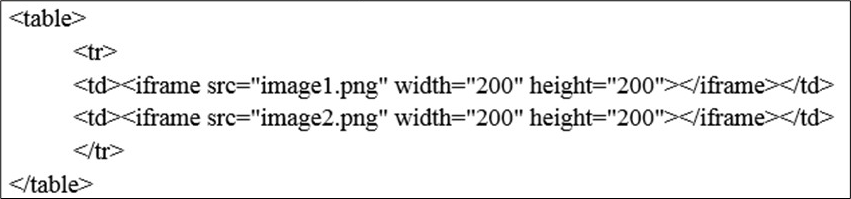 <table>
<tr>
<td><iframe src="image1.png" width="200" height="200"></iframe></td>
<td><iframe src="image2.png" width="200" height="200"></iframe></td>
</tr>
</table>